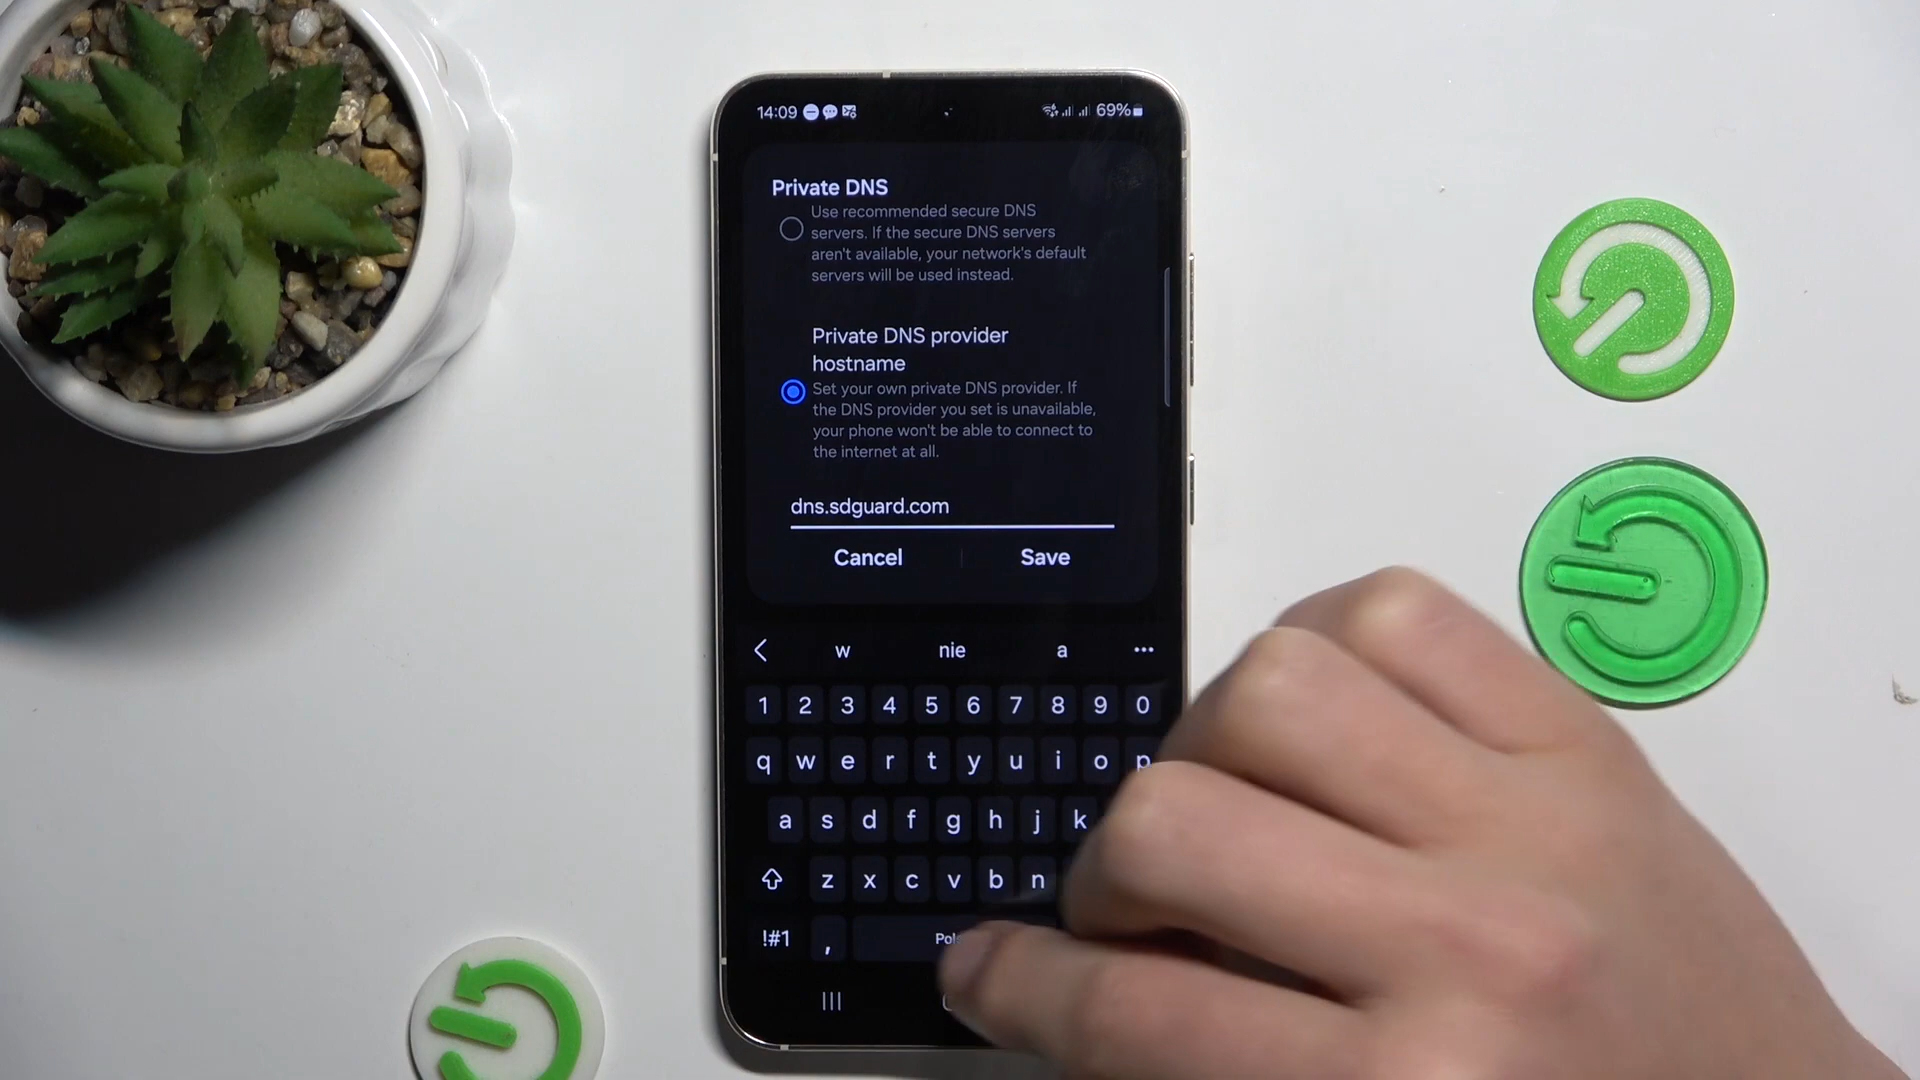 14:09
69%
Private DNS
Use recommended secure DNS
servers. If the secure DNS servers
aren't available, your network's default
servers will be used instead.
Private DNS provider
hostname
Set your own private DNS provider. If
the DNS provider you set is unavailable,
your phone won't be able to connect to
the internet at all.
dns.sdguard.com
Cancel
Save
w nie a
1 2 3 4 5 6 7 8 9 0
q w e r t y u i o p
a s d f g h j k
z x c v b n
!#1 ,